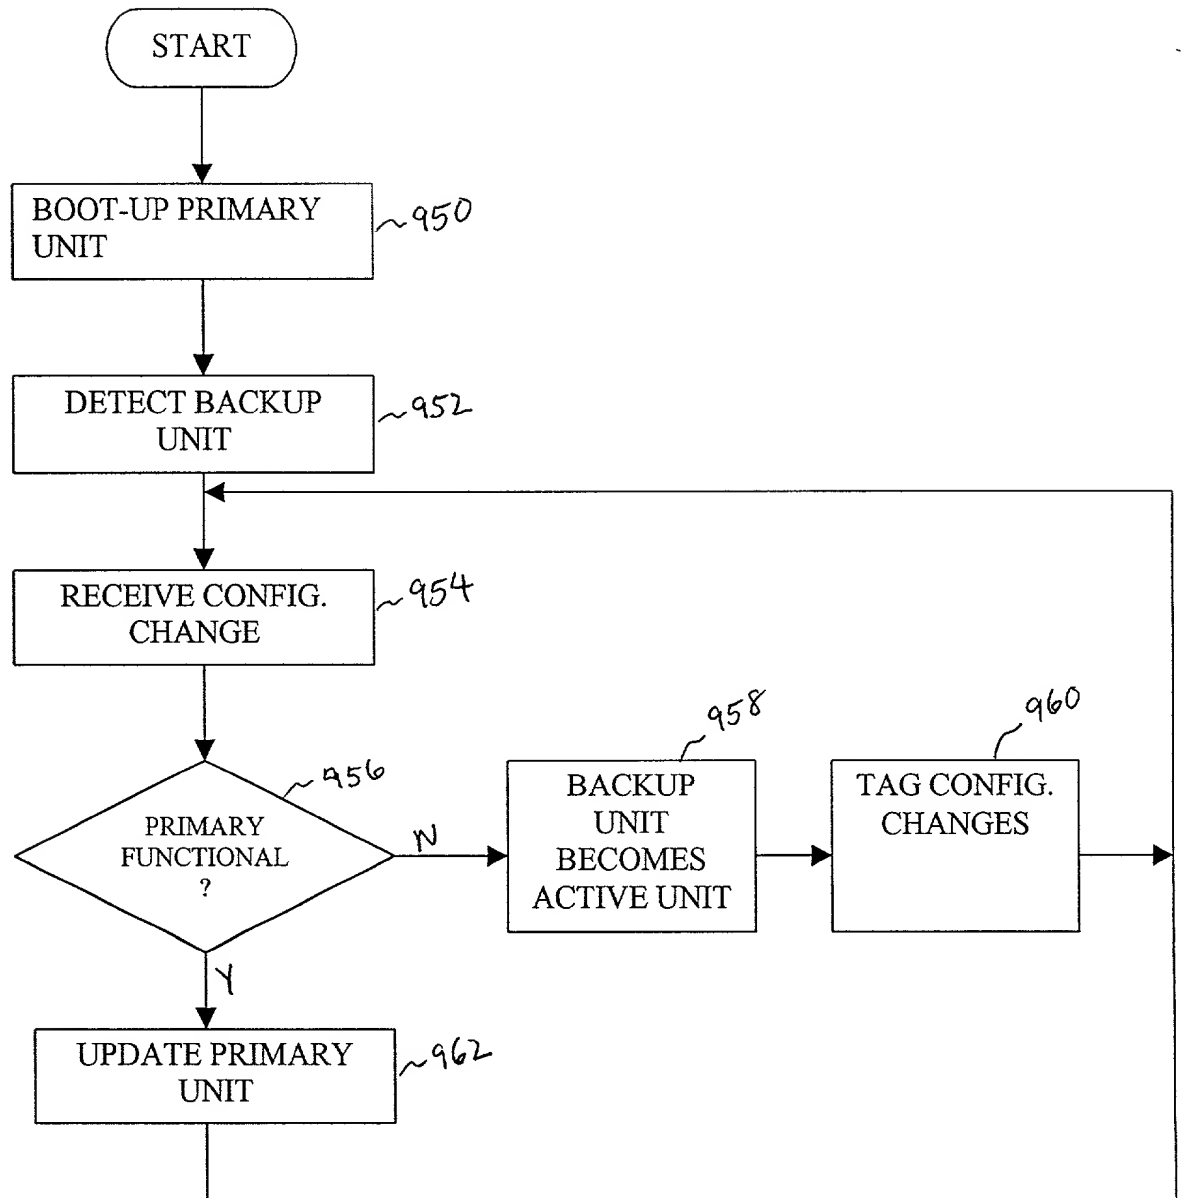 START
BOOT-UP PRIMARY
UNIT
950
DETECT BACKUP
UNIT
952
RECEIVE CONFIG.
CHANGE
954
PRIMARY
FUNCTIONAL
?
956
N
BACKUP
UNIT
BECOMES
ACTIVE UNIT
958
TAG CONFIG.
CHANGES
960
Y
UPDATE PRIMARY
UNIT
962